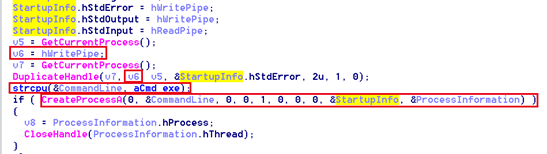 StartupInfo.hStdError = hWritePipe;
StartupInfo.hStdOutput = hWritePipe;
StartupInfo.hStdInput = hReadPipe;
v5 = GetCurrentProcess();
v6 = hWritePipe;
v7 = GetCurrentProcess();
DuplicateHandle(v7, v6, v5, &StartupInfo.hStdError, 2u, 1, 0);
strcpy(&CommandLine, aCmd_exe);
if ( CreateProcessA(0, &CommandLine, 0, 0, 1, 0, 0, 0, &StartupInfo, &ProcessInformation) )
{
v8 = ProcessInformation.hProcess;
CloseHandle(ProcessInformation.hThread);
}